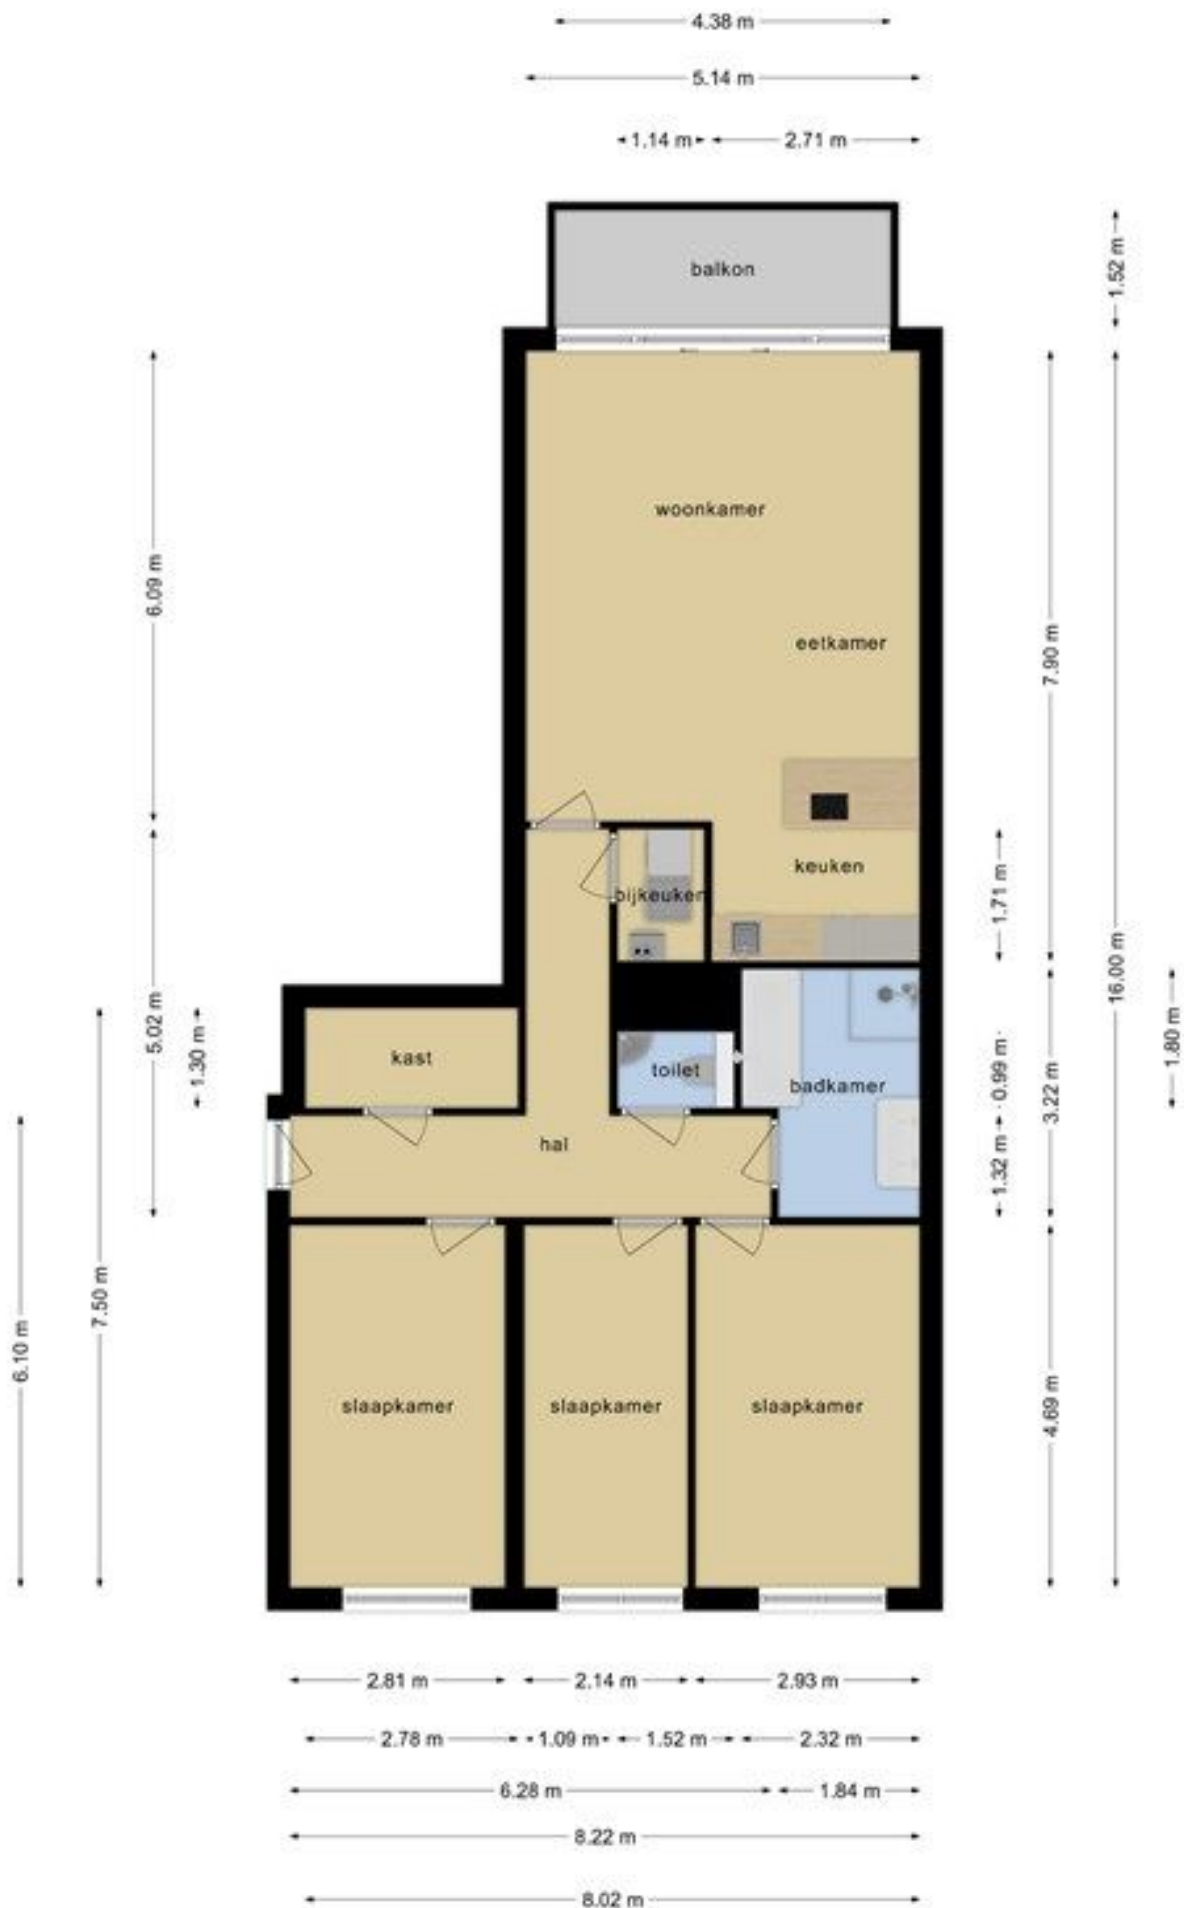 4.38 m
5.14 m
1.14 m
2.71 m
balkon
1.52 m
woonkamer
6.09 m
eetkamer
7.90 m
keuken
bijkeuken
1.71 m
16.00 m
5.02 m
1.30 m
kast
toilet
badkamer
0.99 m
3.22 m
1.80 m
hal
1.32 m
7.50 m
6.10 m
slaapkamer
slaapkamer
slaapkamer
4.69 m
2.81 m
2.14 m
2.93 m
2.78 m
1.09 m
1.52 m
2.32 m
6.28 m
1.84 m
8.22 m
8.02 m